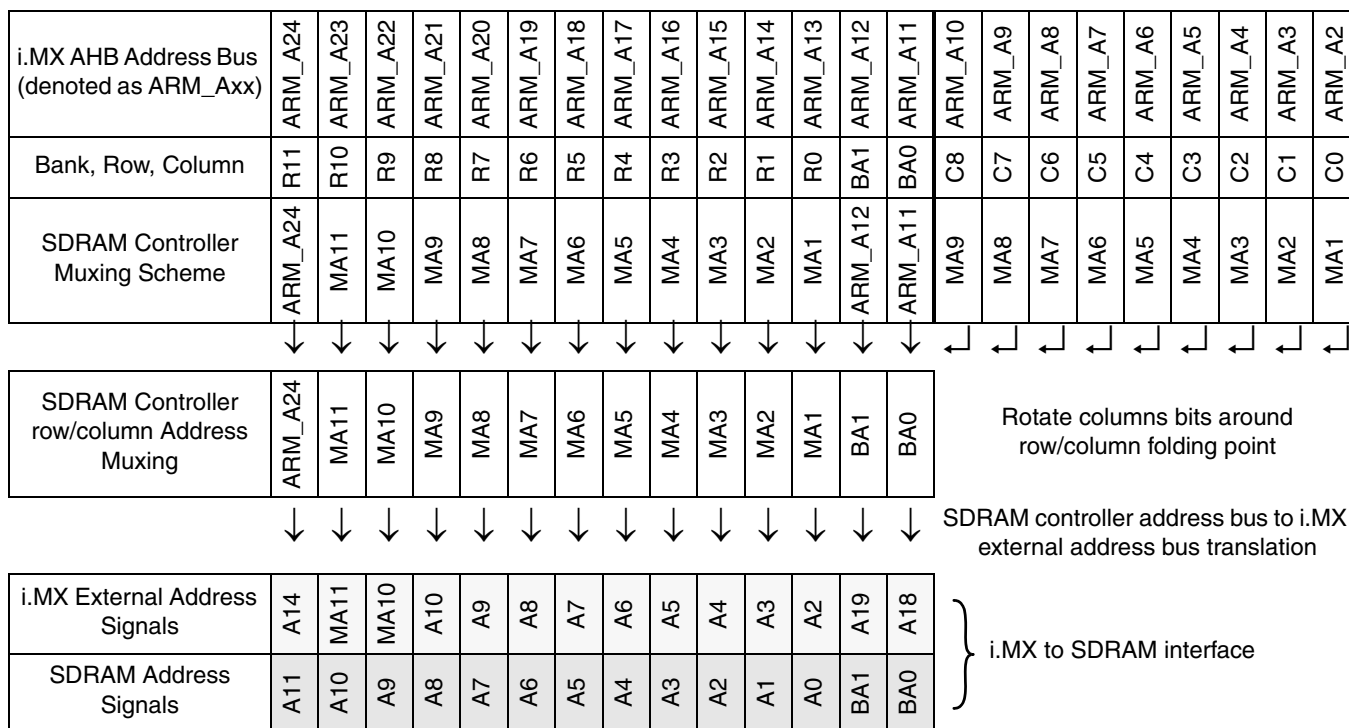 i.MX AHB Address Bus
(denoted as ARM_Axx)
ARM_A24 ARM_A23 ARM_A22 ARM_A21 ARM_A20 ARM_A19 ARM_A18 ARM_A17 ARM_A16 ARM_A15 ARM_A14 ARM_A13 ARM_A12 ARM_A11 ARM_A10 ARM_A9 ARM_A8 ARM_A7 ARM_A6 ARM_A5 ARM_A4 ARM_A3 ARM_A2
Bank, Row, Column
R11 R10 R9 R8 R7 R6 R5 R4 R3 R2 R1 R0 BA1 BA0 C8 C7 C6 C5 C4 C3 C2 C1 C0
SDRAM Controller
Muxing Scheme
ARM_A24 MA11 MA10 MA9 MA8 MA7 MA6 MA5 MA4 MA3 MA2 MA1 ARM_A12 ARM_A11 MA9 MA8 MA7 MA6 MA5 MA4 MA3 MA2 MA1
SDRAM Controller
row/column Address
Muxing
ARM_A24 MA11 MA10 MA9 MA8 MA7 MA6 MA5 MA4 MA3 MA2 MA1 BA1 BA0
Rotate columns bits around
row/column folding point
SDRAM controller address bus to i.MX
external address bus translation
i.MX External Address
Signals
A14 MA11 MA10 A10 A9 A8 A7 A6 A5 A4 A3 A2 A19 A18
SDRAM Address
Signals
A11 A10 A9 A8 A7 A6 A5 A4 A3 A2 A1 A0 BA1 BA0
i.MX to SDRAM interface